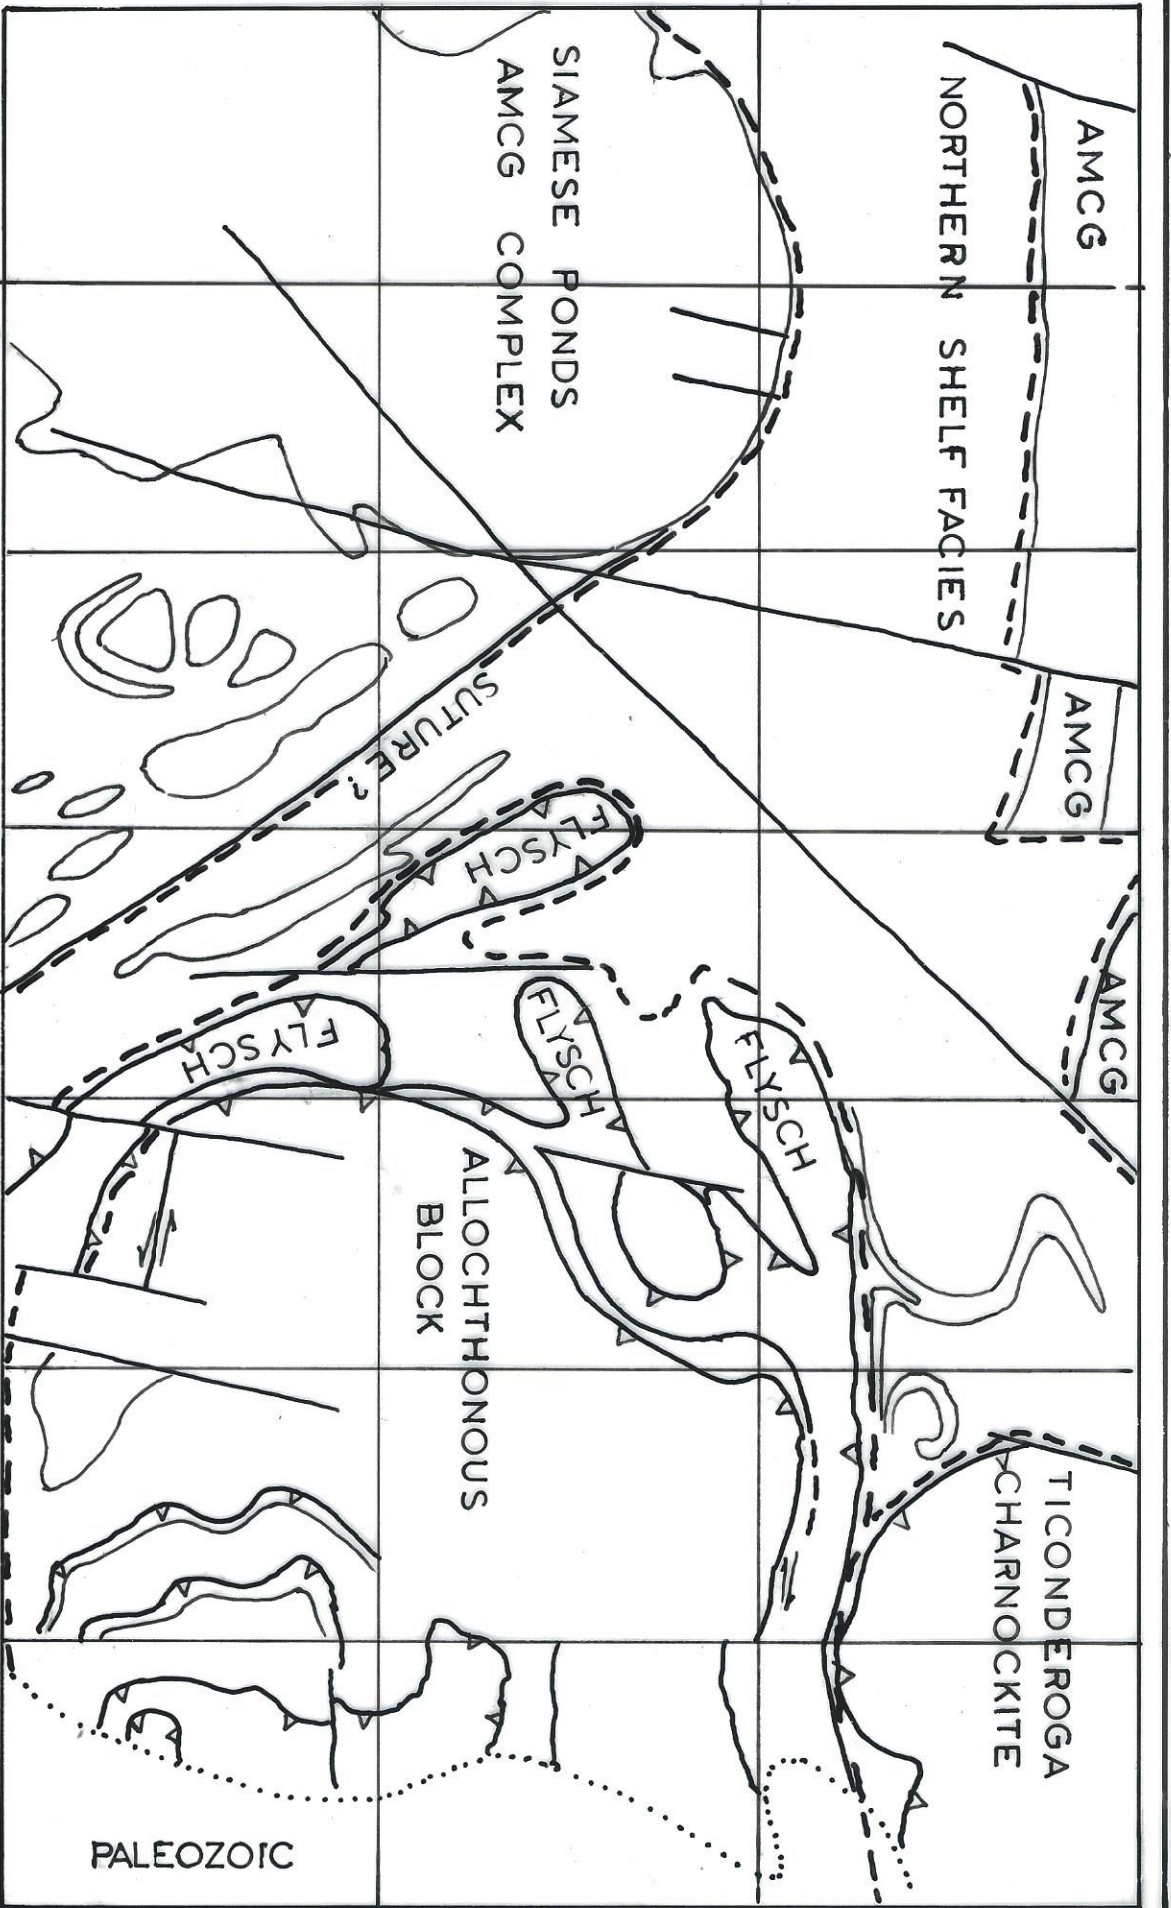 AMCG
NORTHERN SHELF FACIES
SIAMESE PONDS
AMCG COMPLEX
AMCG
AMCG
SUTURE?
FLYSCH
FLYSCH
FLYSCH
FLYSCH
ALLOCHTHONOUS
BLOCK
TICONDEROGA
CHARNOCKITE
PALEOZOIC